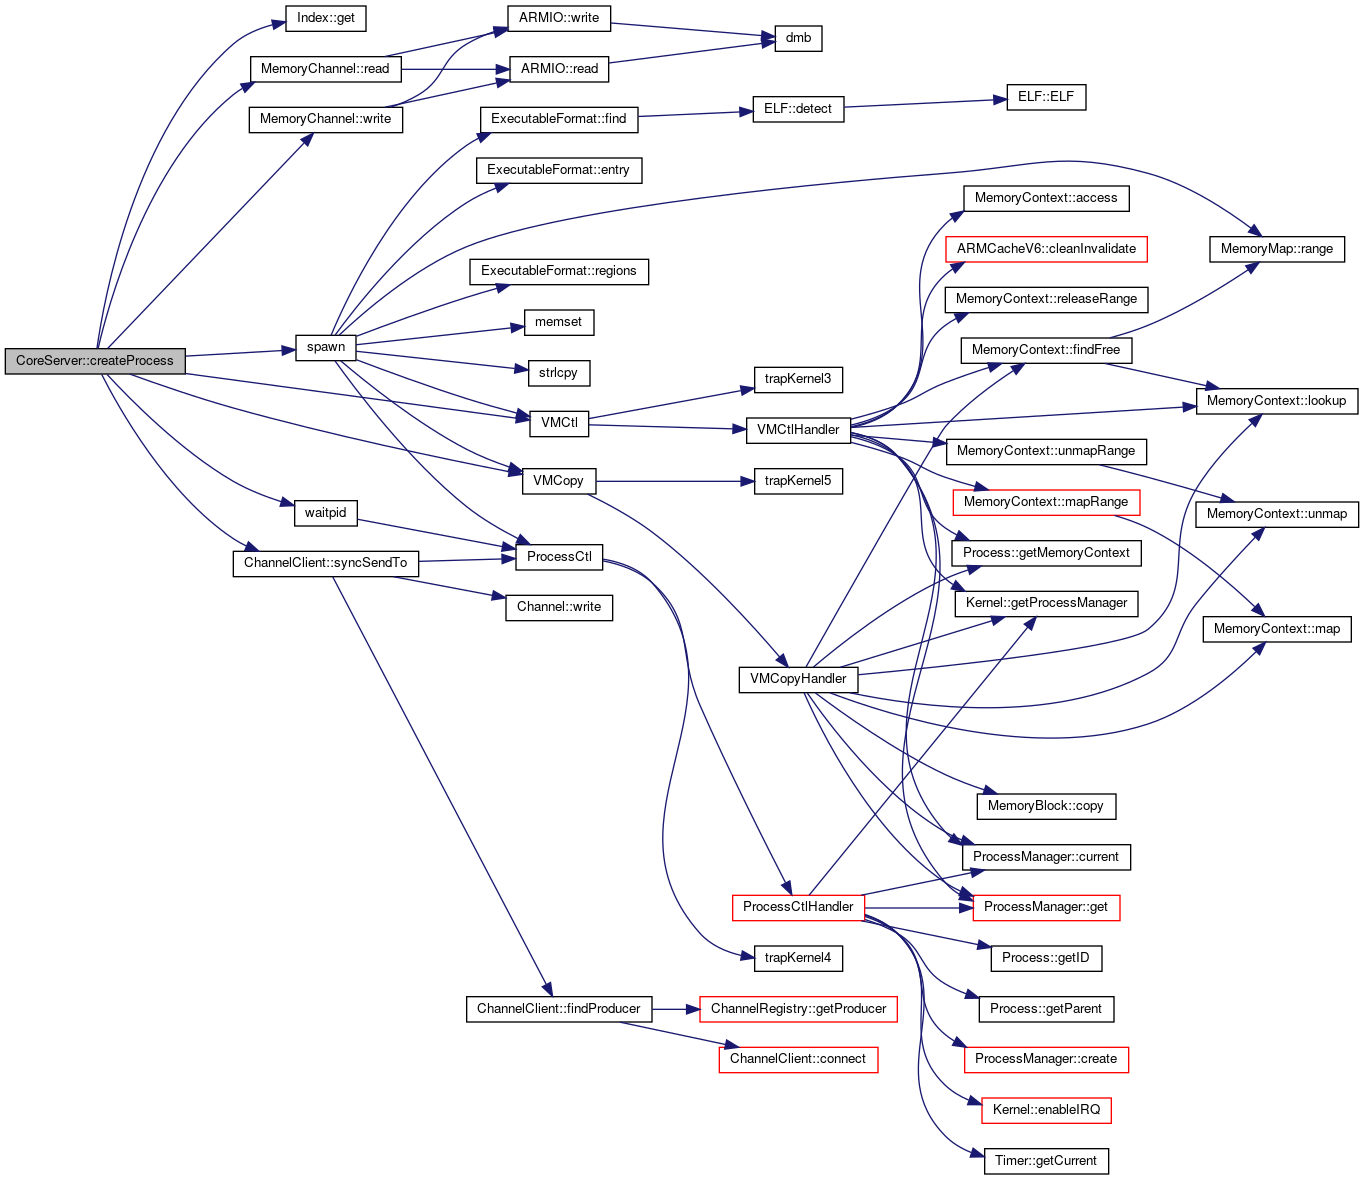 Index::get
ARMIO::write
dmb
MemoryChannel::read
ARMIO::read
ELF::ELF
ELF::detect
MemoryChannel::write
ExecutableFormat::find
ExecutableFormat::entry
MemoryContext::access
ARMCacheV6::cleanInvalidate
MemoryMap::range
ExecutableFormat::regions
MemoryContext::releaseRange
memset
spawn
MemoryContext::findFree
CoreServer::createProcess
strlcpy
trapKernel3
MemoryContext::lookup
VMCtl
VMCtlHandler
MemoryContext::unmapRange
VMCopy
trapKernel5
MemoryContext::mapRange
waitpid
MemoryContext::unmap
ProcessCtl
Process::getMemoryContext
ChannelClient::syncSendTo
Channel::write
Kernel::getProcessManager
MemoryContext::map
VMCopyHandler
MemoryBlock::copy
ProcessManager::current
ProcessCtlHandler
ProcessManager::get
trapKernel4
Process::getID
ChannelClient::findProducer
ChannelRegistry::getProducer
Process::getParent
ChannelClient::connect
ProcessManager::create
Kernel::enableIRQ
Timer::getCurrent